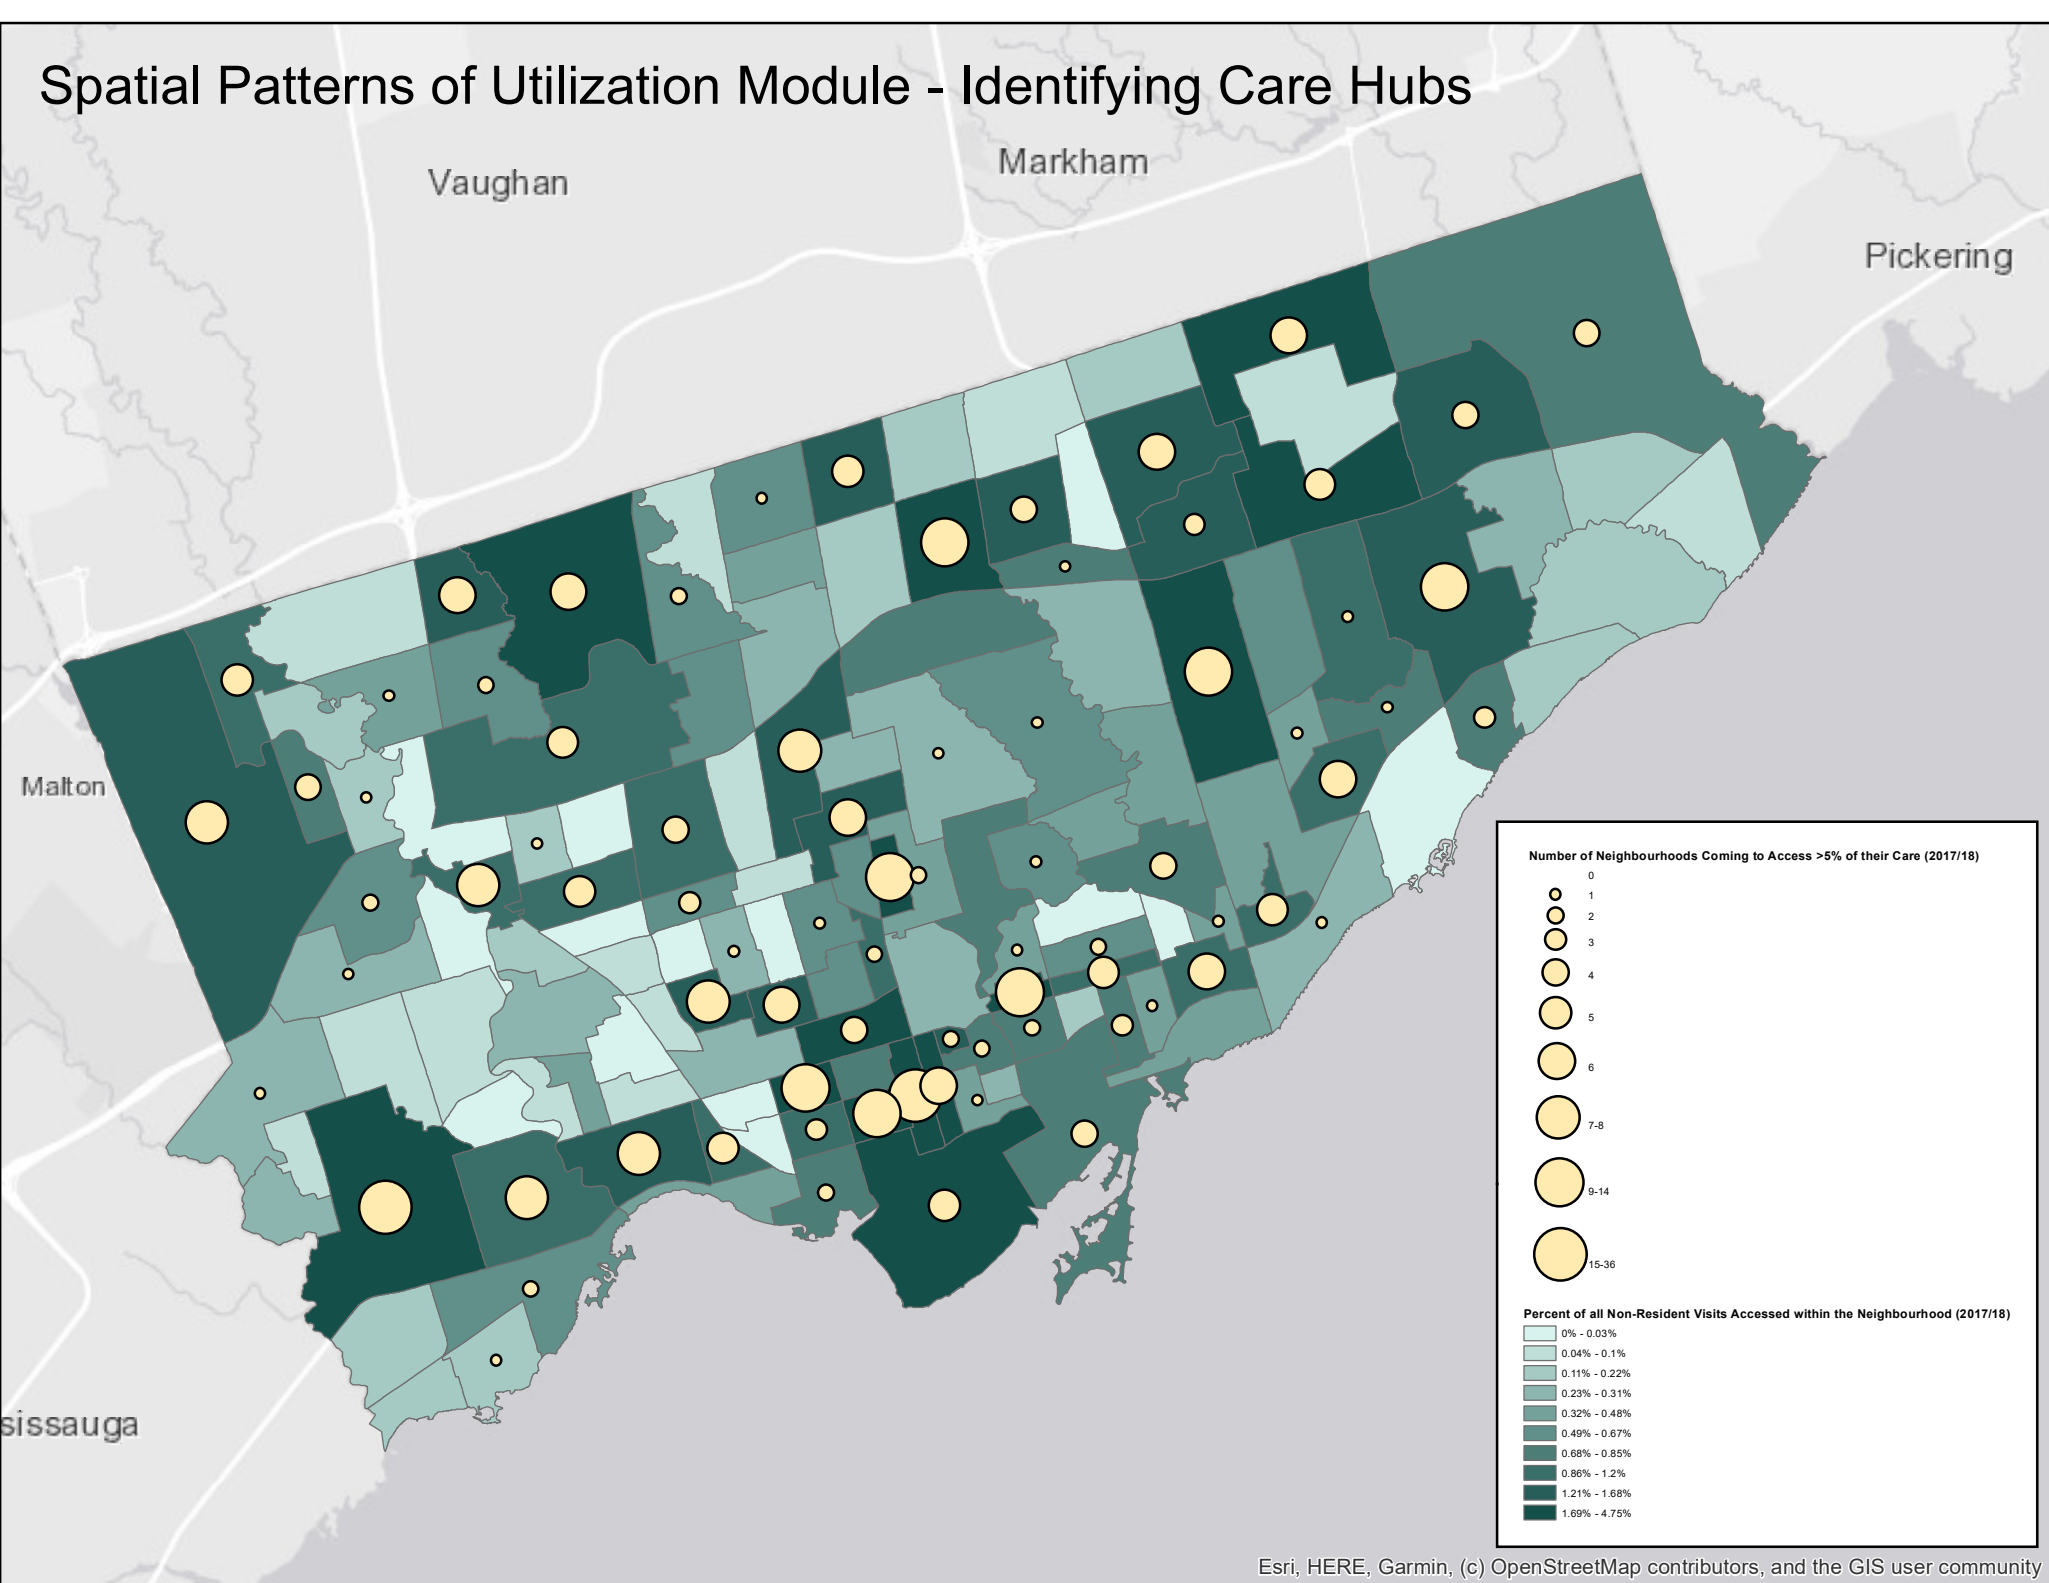 Spatial Patterns of Utilization Module - Identifying Care Hubs
Markham
Vaughan
Pickering
Malton
Number of Neighbourhoods Coming to Access >5% of their Care (2017/18)
0
1
2
3
4
5
6
7-8
9-14
15-36
Percent of all Non-Resident Visits Accessed within the Neighbourhood (2017/18)
0% - 0.03%
0.04% - 0.1%
0.11% - 0.22%
0.23% - 0.31%
0.32% - 0.48%
0.49% - 0.67%
0.68% - 0.85%
0.86% - 1.2%
1.21% - 1.68%
1.69% - 4.75%
sissauga
Esri, HERE, Garmin, (c) OpenStreetMap contributors, and the GIS user community